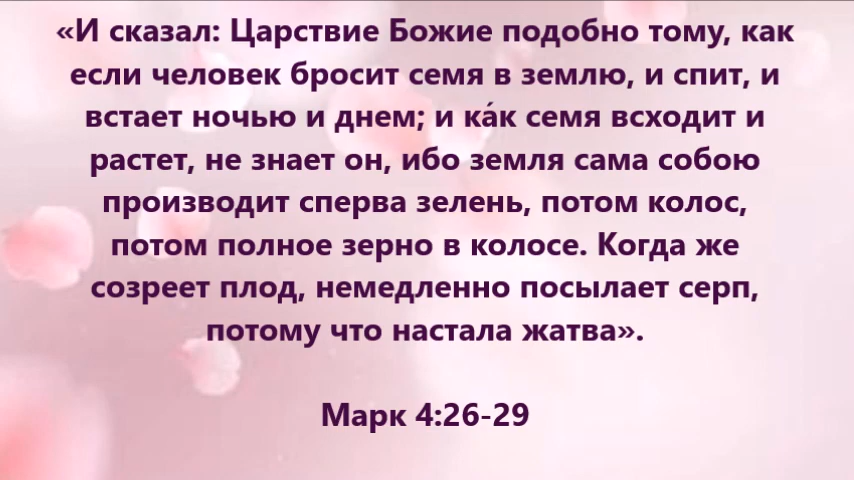 «И сказал: Царствие Божие подобно тому, как
если человек бросит семя в землю, и спит, и
встает ночью и днем; и кáк семя всходит и
растет, не знает он, ибо земля сама собою
производит сперва зелень, потом колос,
потом полное зерно в колосе. Когда же
созреет плод, немедленно посылает серп,
потому что настала жатва».
Марк 4:26-29